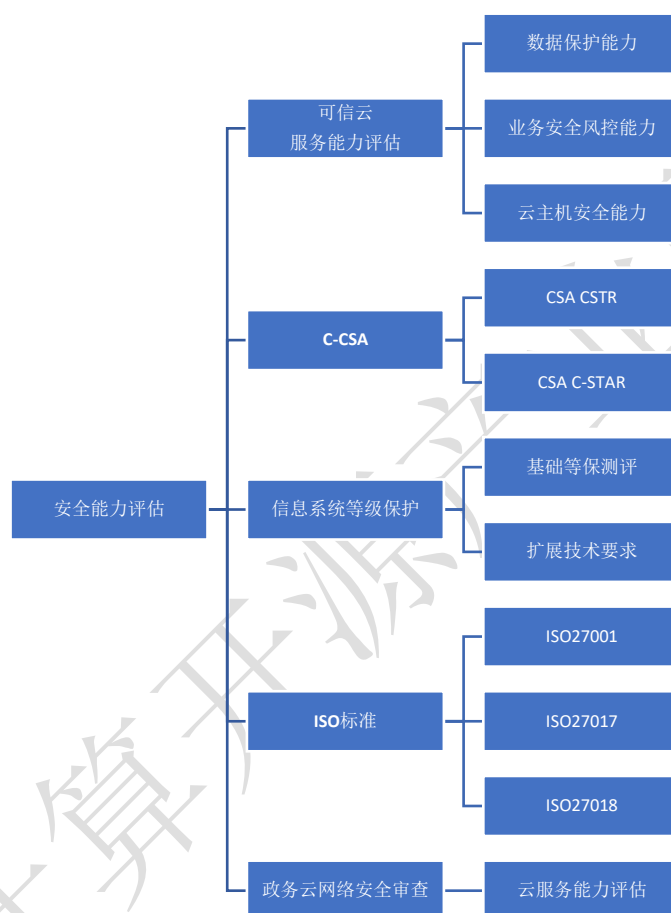 数据保护能力
可信云
服务能力评估
业务安全风控能力
云主机安全能力
CSA CSTR
C-CSA
CSA C-STAR
基础等保测评
安全能力评估
信息系统等级保护
扩展技术要求
ISO27001
ISO标准
ISO27017
ISO27018
政务云网络安全审查
云服务能力评估
算开源产